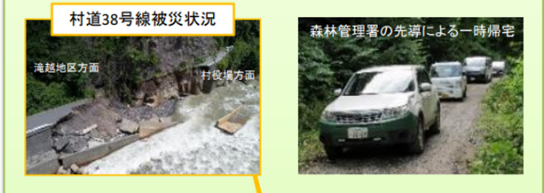 村道38号線被災状況
滝越地区方面
村役場方面
森林管理署の先導による一時帰宅